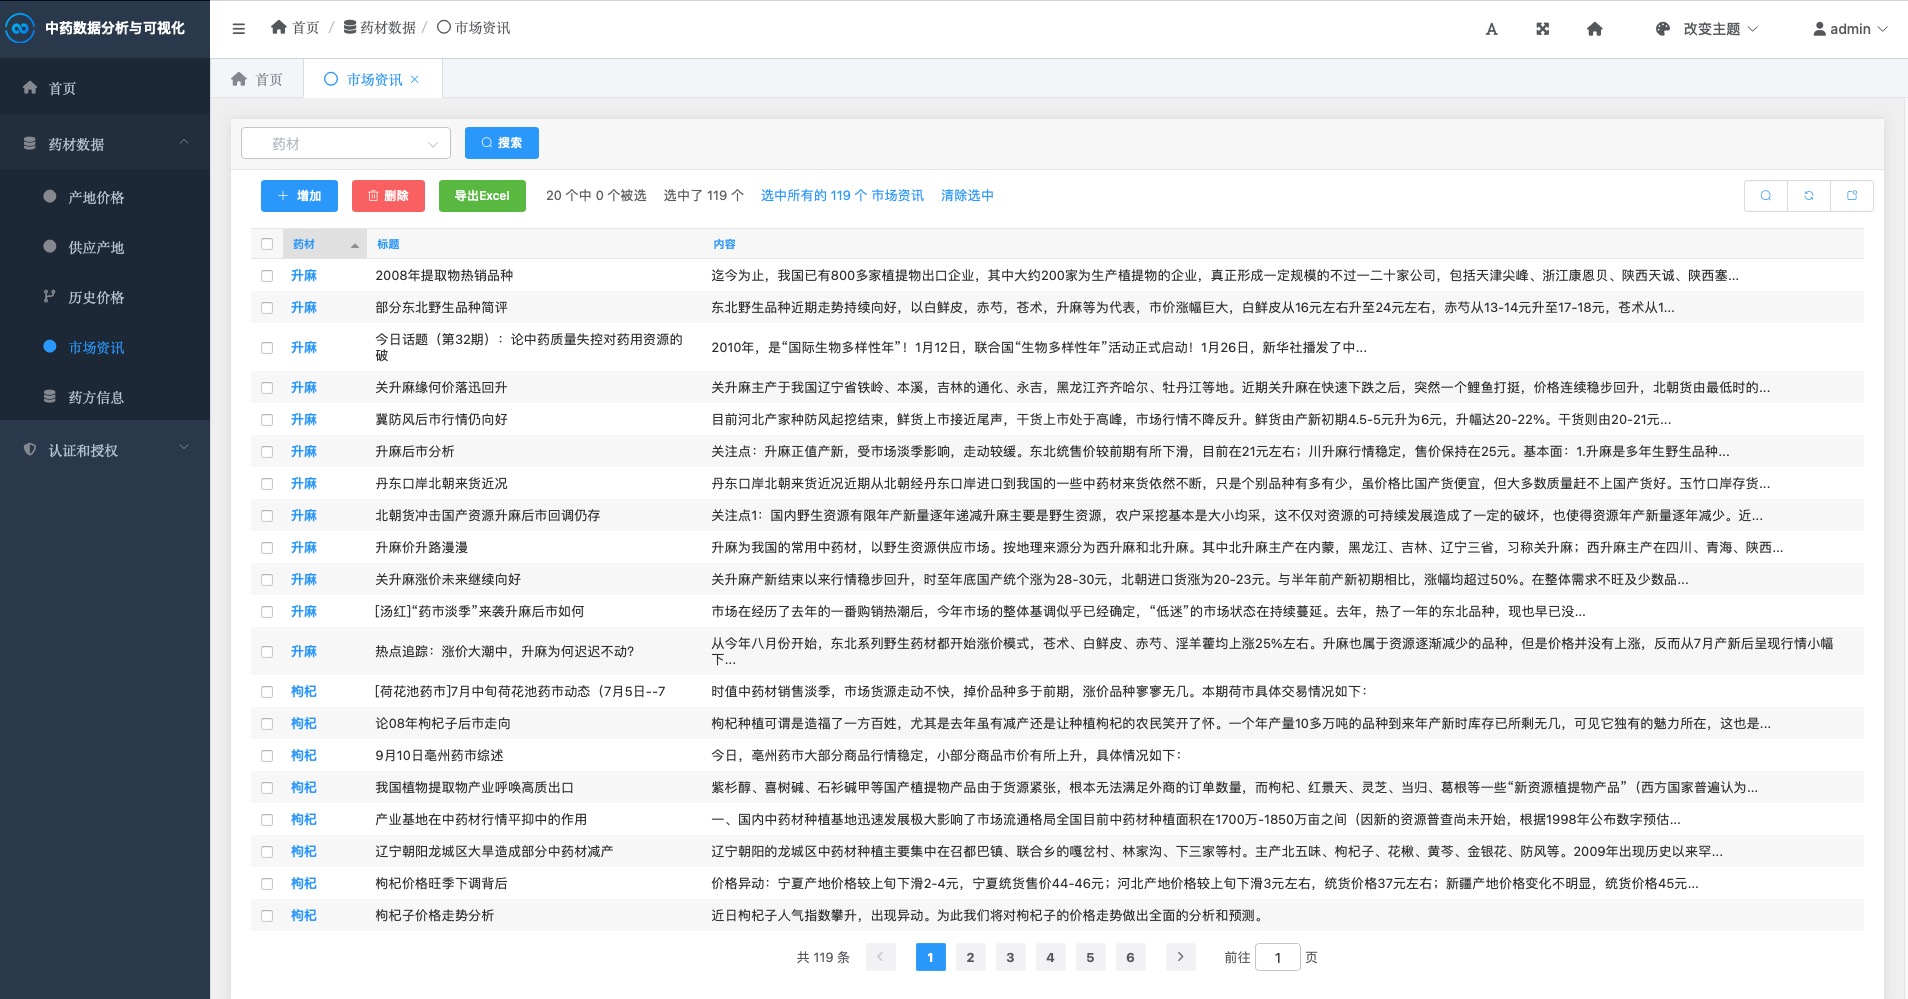 中药数据分析与可视化
首页 / 药材数据 / 市场资讯
改变主题
admin
首页
药材数据
产地价格
供应产地
历史价格
市场资讯
药方信息
认证和授权
首页
市场资讯
药材
搜索
增加
删除
导出Excel
20 个中 0 个被选
选中了 119 个
选中所有的 119 个 市场资讯
清除选中
药材 标题 内容
升麻 2008年提取物热销品种 迄今为止，我国已有800多家植提物出口企业，其中大约200家为生产植提物的企业，真正形成一定规模的不过一二十家公司，包括天津尖峰、浙江康恩贝、陕西天诚、陕西塞...
升麻 部分东北野生品种简评 东北野生品种近期走势持续向好，以白鲜皮，赤芍，苍术，升麻等为代表，市价涨幅巨大，白鲜皮从16元左右升至24元左右，赤芍从13-14元升至17-18元，苍术从1...
升麻 今日话题（第32期）：论中药质量失控对药用资源的
破
2010年，是“国际生物多样性年”！1月12日，联合国“生物多样性年”活动正式启动！1月26日，新华社播发了中...
升麻 关升麻缘何价落迅回升 关升麻主产于我国辽宁省铁岭、本溪，吉林的通化、永吉，黑龙江齐齐哈尔、牡丹江等地。近期关升麻在快速下跌之后，突然一个鲤鱼打挺，价格连续稳步回升，北朝货由最低时的...
升麻 冀防风后市行情仍向好 目前河北产家种防风起挖结束，鲜货上市接近尾声，干货上市处于高峰，市场行情不降反升。鲜货由产新初期4.5-5元升为6元，升幅达20-22%。干货则由20-21元...
升麻 升麻后市分析 关注点：升麻正值产新，受市场淡季影响，走动较缓。东北统售价较前期有所下滑，目前在21元左右；川升麻行情稳定，售价保持在25元。基本面：1.升麻是多年生野生品种...
升麻 丹东口岸北朝来货近况 丹东口岸北朝来货近况近期从北朝经丹东口岸进口到我国的一些中药材来货依然不断，只是个别品种有多有少，虽价格比国产货便宜，但大多数质量赶不上国产货好。玉竹口岸存货...
升麻 北朝货冲击国产资源升麻后市回调仍存 关注点1：国内野生资源有限年产新量逐年递减升麻主要是野生资源，农户采挖基本是大小均采，这不仅对资源的可持续发展造成了一定的破坏，也使得资源年产新量逐年减少。近...
升麻 升麻价升路漫漫 升麻为我国的常用中药材，以野生资源供应市场。按地理来源分为西升麻和北升麻。其中北升麻主产在内蒙，黑龙江、吉林、辽宁三省，习称关升麻；西升麻主产在四川、青海、陕西...
升麻 关升麻涨价未来继续向好 关升麻产新结束以来行情稳步回升，时至年底国产统个涨为28-30元，北朝进口货涨为20-23元。与半年前产新初期相比，涨幅均超过50%。在整体需求不旺及少数品...
升麻 [汤红]“药市淡季”来袭升麻后市如何 市场在经历了去年的一番购销热潮后，今年市场的整体基调似乎已经确定，“低迷”的市场状态在持续蔓延。去年，热了一年的东北品种，现也早已没...
升麻 热点追踪：涨价大潮中，升麻为何迟迟不动？ 从今年八月份开始，东北系列野生药材都开始涨价模式，苍术、白鲜皮、赤芍、淫羊藿均上涨25%左右。升麻也属于资源逐渐减少的品种，但是价格并没有上涨，反而从7月产新后呈现行情小幅
下...
枸杞 [荷花池药市]7月中旬荷花池药市动态（7月5日--7 时值中药材销售淡季，市场货源走动不快，掉价品种多于前期，涨价品种寥寥无几。本期荷市具体交易情况如下：
枸杞 论08年枸杞子后市走向 枸杞种植可谓是造福了一方百姓，尤其是去年虽有减产还是让种植枸杞的农民笑开了怀。一个年产量10多万吨的品种到来年产新时库存已所剩无几，可见它独有的魅力所在，这也是...
枸杞 9月10日亳州药市综述 今日，亳州药市大部分商品行情稳定，小部分商品市价有所上升，具体情况如下：
枸杞 我国植物提取物产业呼唤高质出口 紫杉醇、喜树碱、石衫碱甲等国产植提物产品由于货源紧张，根本无法满足外商的订单数量，而枸杞、红景天、灵芝、当归、葛根等一些“新资源植提物产品”（西方国家普遍认为...
枸杞 产业基地在中药材行情平抑中的作用 一、国内中药材种植基地迅速发展极大影响了市场流通格局全国目前中药材种植面积在1700万-1850万亩之间（因新的资源普查尚未开始，根据1998年公布数字预估...
枸杞 辽宁朝阳龙城区大旱造成部分中药材减产 辽宁朝阳的龙城区中药材种植主要集中在召都巴镇、联合乡的嘎岔村、林家沟、下三家等村。主产北五味、枸杞子、花楸、黄芩、金银花、防风等。2009年出现历史以来罕...
枸杞 枸杞价格旺季下调背后 价格异动：宁夏产地价格较上旬下滑2-4元，宁夏统货售价44-46元；河北产地价格较上旬下滑3元左右，统货价格37元左右；新疆产地价格变化不明显，统货价格45元...
枸杞 枸杞子价格走势分析 近日枸杞子人气指数攀升，出现异动。为此我们将对枸杞子的价格走势做出全面的分析和预测。
共 119 条 1 2 3 4 5 6 前往 1 页